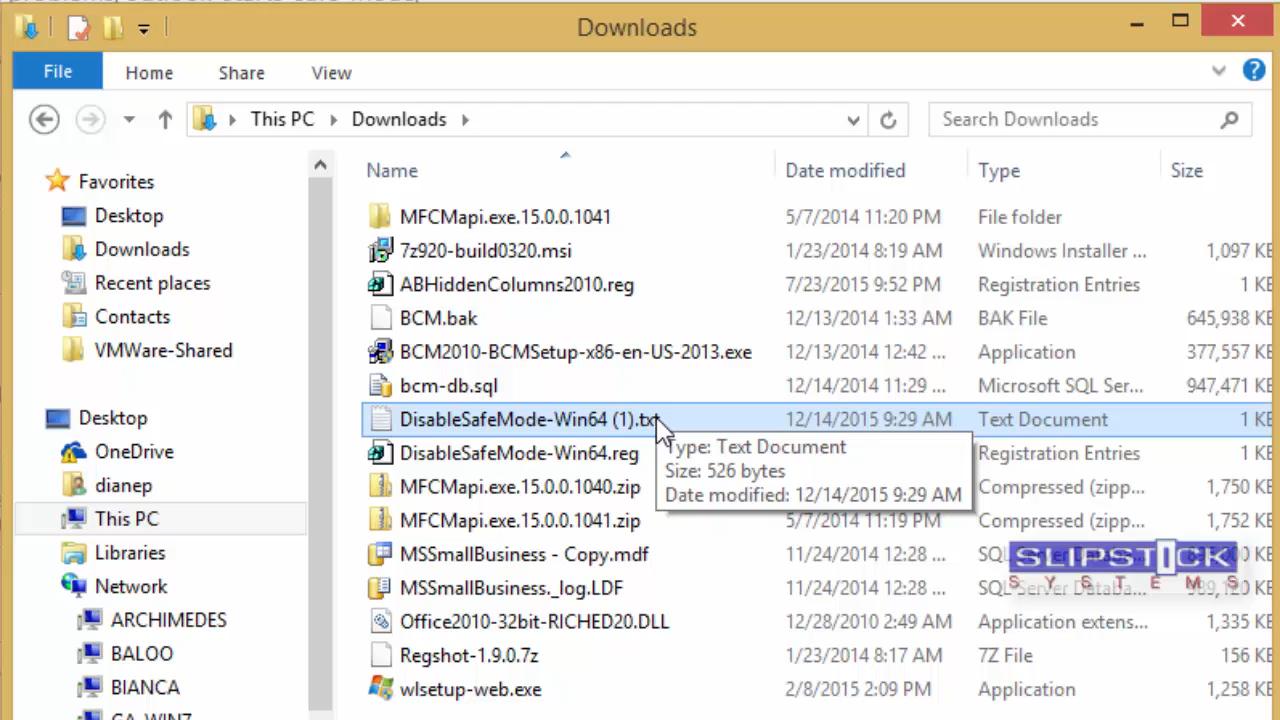 Downloads
File Home Share View
This PC Downloads Search Downloads
Name Date modified Type Size
Favorites
Desktop
Downloads
Recent places
Contacts
VMWare-Shared
Desktop
OneDrive
dianep
This PC
Libraries
Network
ARCHIMEDES
BALOO
BIANCA
MFCMapi.exe.15.0.0.1041 5/7/2014 11:20 PM File folder
7z920-build0320.msi 1/23/2014 8:19 AM Windows Installer ... 1,097 KB
ABHiddenColumns2010.reg 7/23/2015 9:52 PM Registration Entries 1 KB
BCM.bak 12/13/2014 1:33 AM BAK File 645,938 KB
BCM2010-BCMSetup-x86-en-US-2013.exe 12/13/2014 12:42 ... Application 377,557 KB
bcm-db.sql 12/14/2014 11:29 ... Microsoft SQL Ser... 947,471 KB
DisableSafeMode-Win64 (1).txt 12/14/2015 9:29 AM Text Document 1 KB
DisableSafeMode-Win64.reg Registration Entries 1 KB
MFCMapi.exe.15.0.0.1040.zip Compressed (zipp... 1,750 KB
MFCMapi.exe.15.0.0.1041.zip 5/7/2014 11:19 PM Compressed (zipp... 1,752 KB
MSSmallBusiness - Copy.mdf 11/24/2014 12:28 ...
MSSmallBusiness._log.LDF 11/24/2014 12:28 ...
Office2010-32bit-RICHED20.DLL 12/28/2010 2:49 AM Application extens... 1,335 KB
Regshot-1.9.0.7z 1/23/2014 8:17 AM 7Z File 156 KB
wlsetup-web.exe 2/8/2015 2:09 PM Application 1,258 KB
Type: Text Document
Size: 526 bytes
Date modified: 12/14/2015 9:29 AM
SLIPSTICK
SYSTEMS